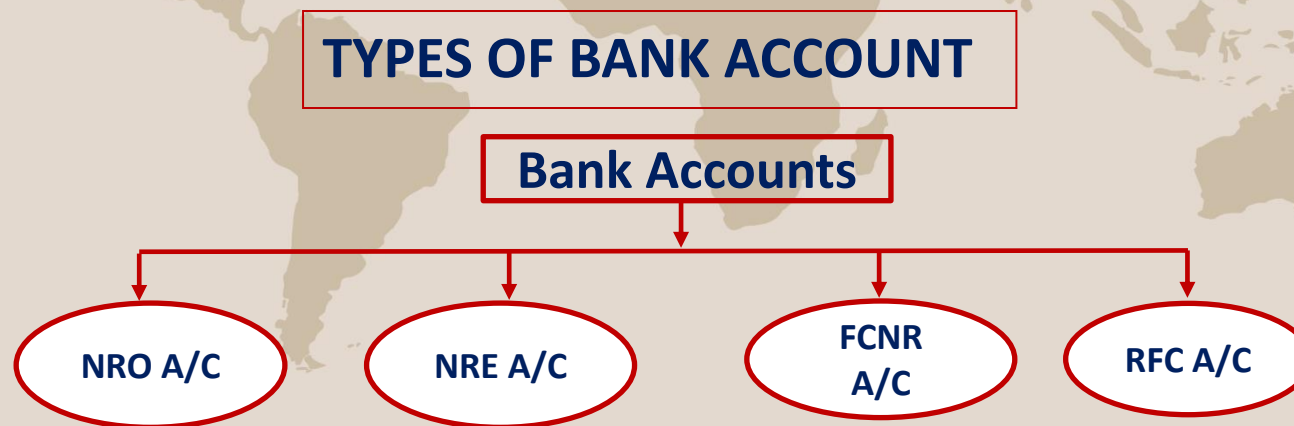 TYPES OF BANK ACCOUNT
Bank Accounts
NRO A/C
NRE A/C
FCNR
A/C
RFC A/C